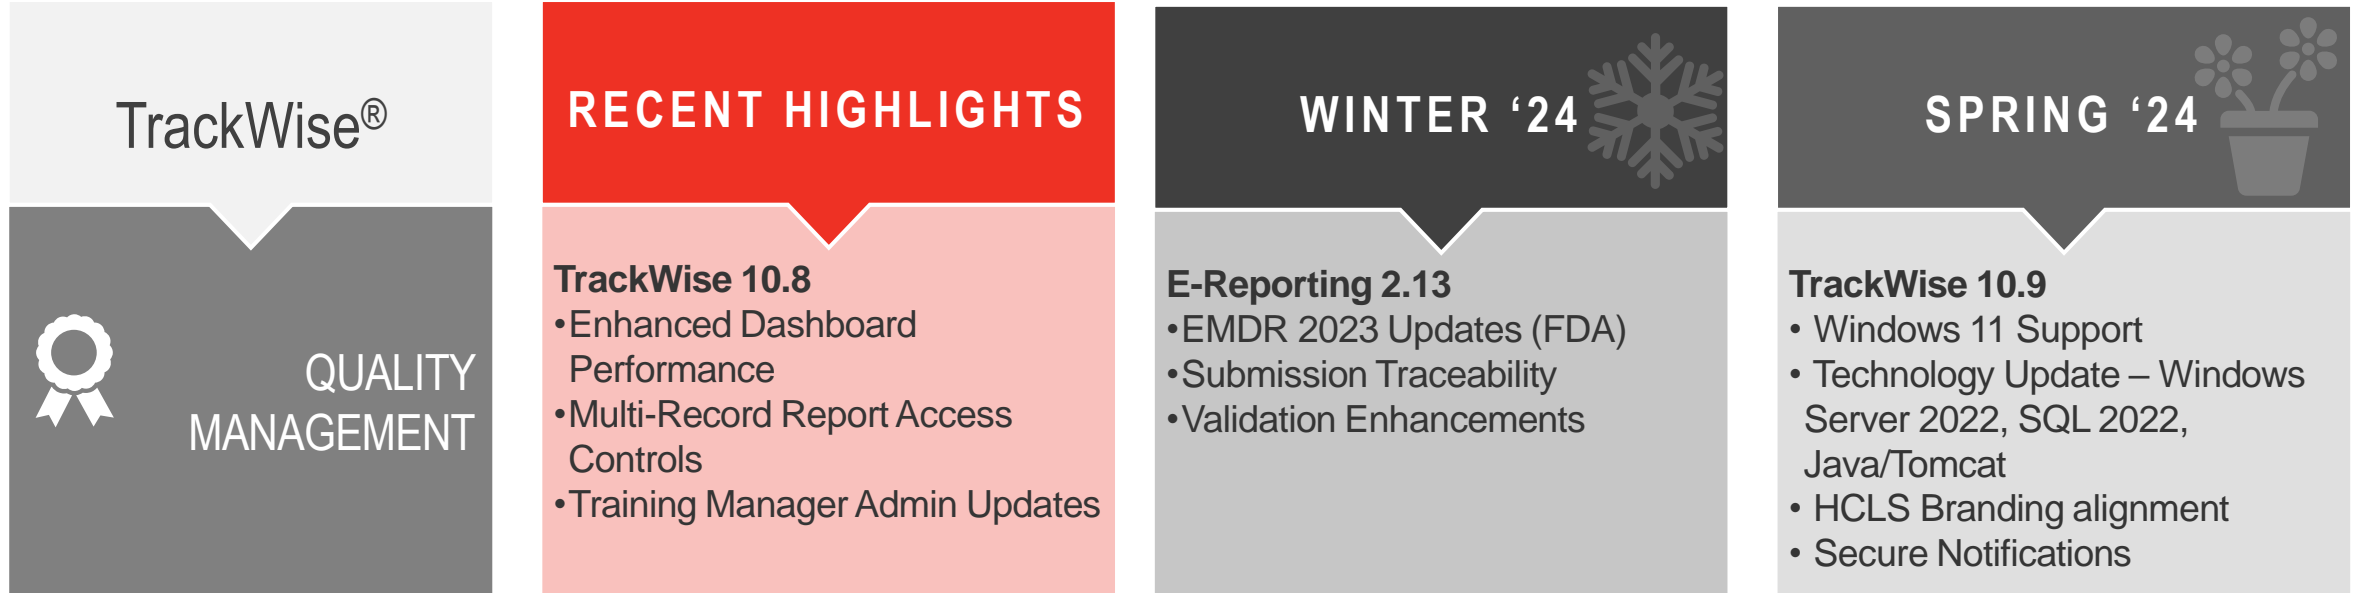 TrackWise®
QUALITY
MANAGEMENT
RECENT HIGHLIGHTS
TrackWise 10.8
•Enhanced Dashboard
Performance
•Multi-Record Report Access
Controls
•Training Manager Admin Updates
WINTER ‘24
E-Reporting 2.13
•EMDR 2023 Updates (FDA)
•Submission Traceability
•Validation Enhancements
SPRING ‘24
TrackWise 10.9
• Windows 11 Support
• Technology Update – Windows
Server 2022, SQL 2022,
Java/Tomcat
• HCLS Branding alignment
• Secure Notifications